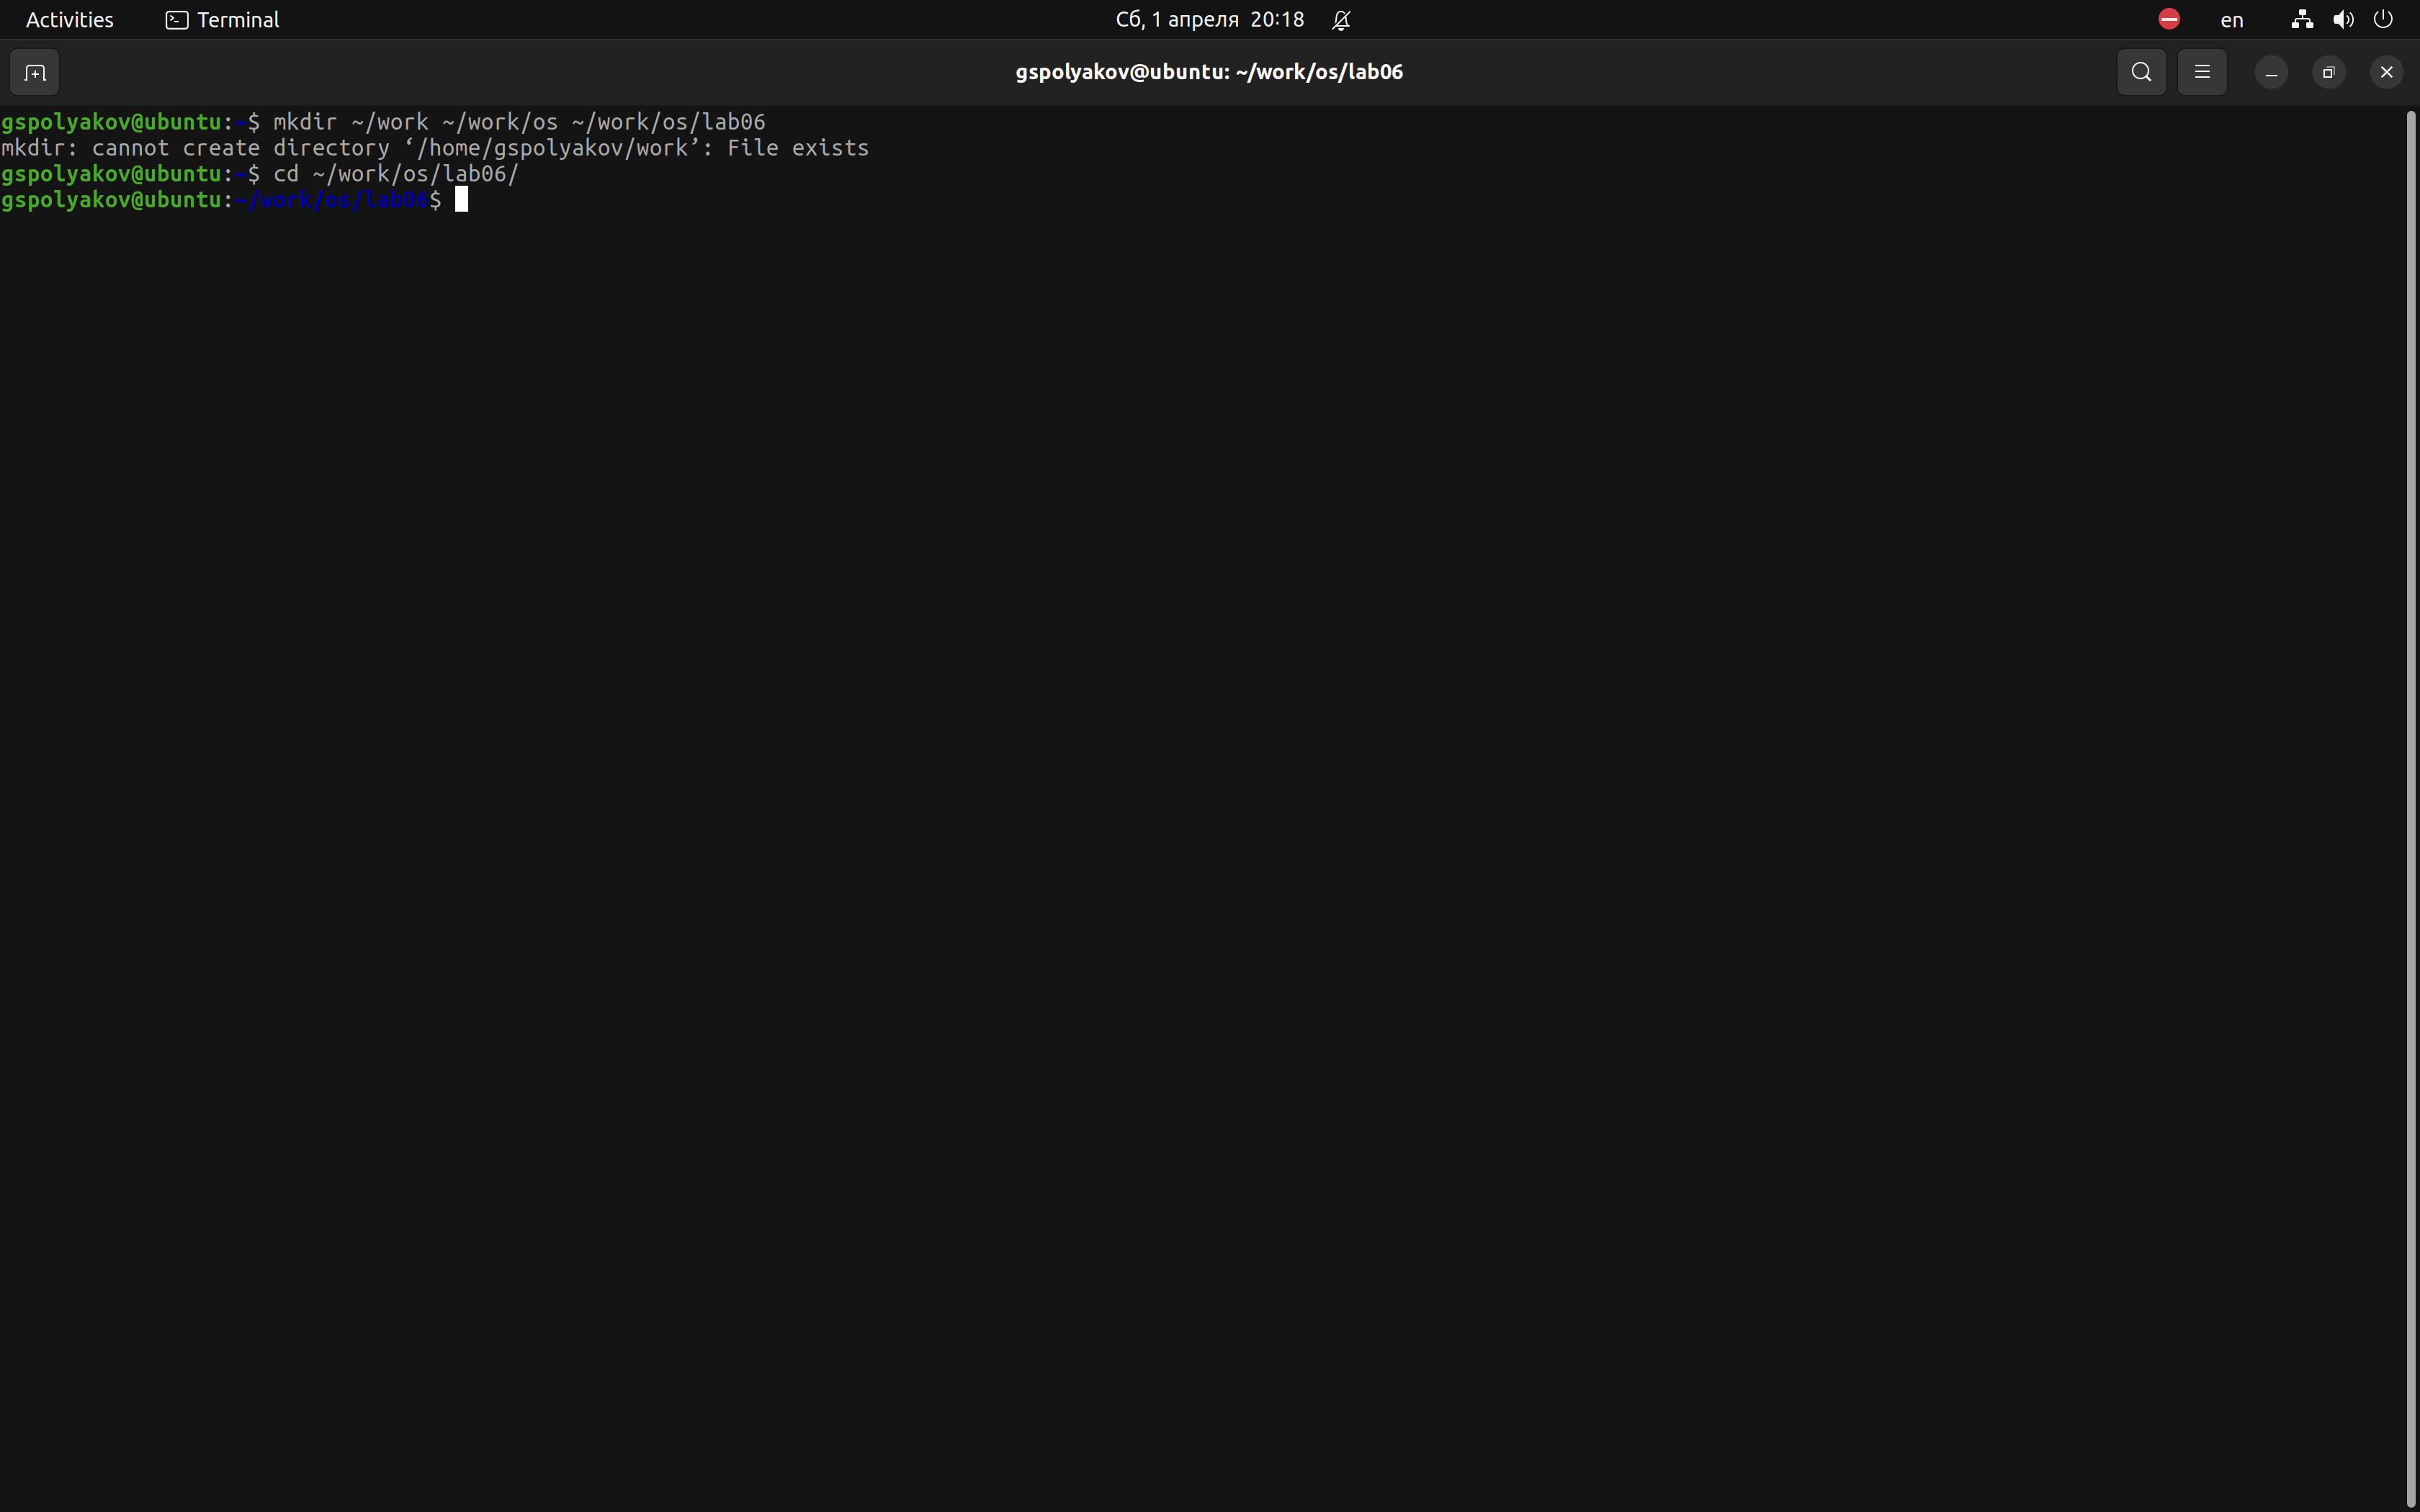 Activities Terminal Сб, 1 апреля 20:18 en
gspolyakov@ubuntu: ~/work/os/lab06
gspolyakov@ubuntu:~$ mkdir ~/work ~/work/os ~/work/os/lab06
mkdir: cannot create directory ‘/home/gspolyakov/work’: File exists
gspolyakov@ubuntu:~$ cd ~/work/os/lab06/
gspolyakov@ubuntu:~/work/os/lab06$